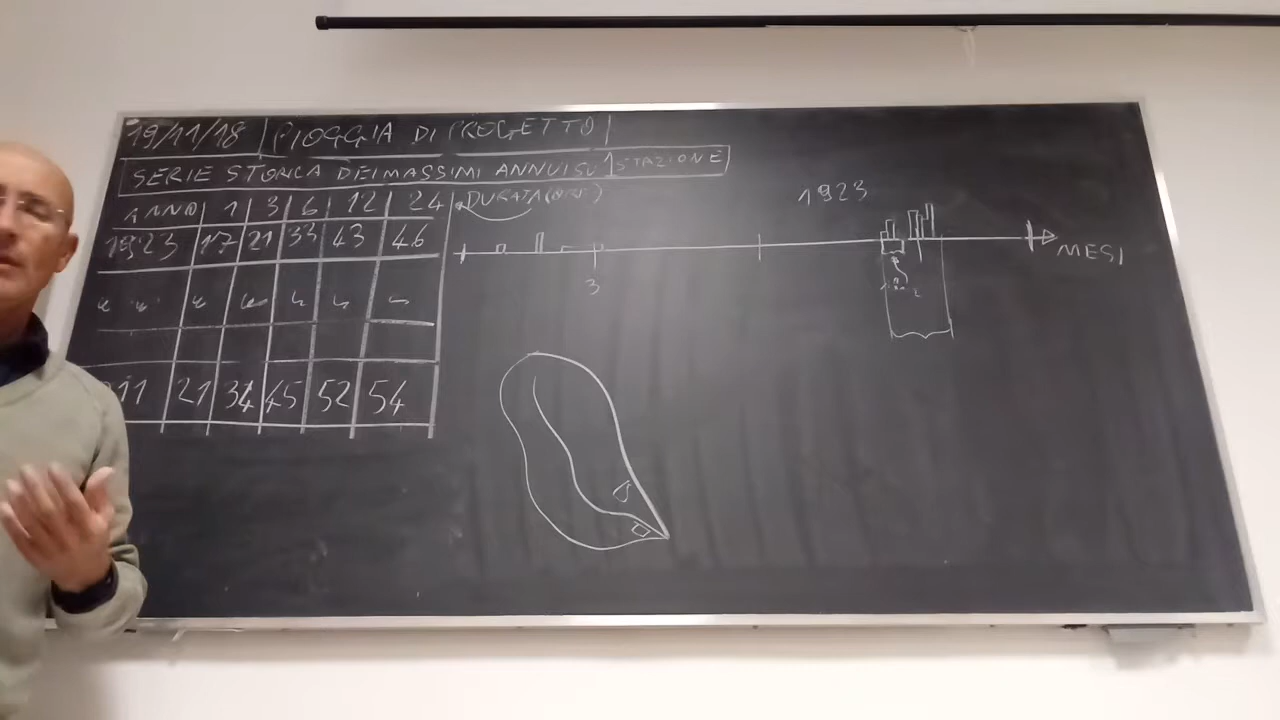 19/11/18 PIOGGIA DI PROGETTO
SERIE STORICA DEI MASSIMI ANNUI SU 1 STAZIONE
ANNO 1 3 6 12 24 DURATA (ORE)
1923 17 21 33 43 46
11 21 34 45 52 54
1923
3
MESI